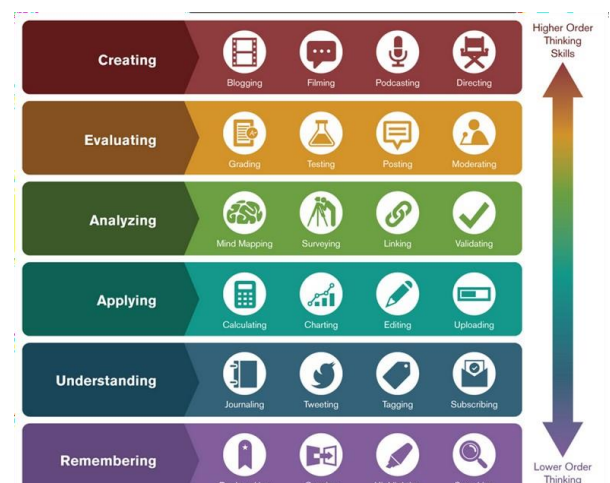 Higher Order
Thinking
Skills
Creating
Blogging Filming Podcasting Directing
Evaluating
Grading Testing Posting Moderating
Analyzing
Mind Mapping Surveying Linking Validating
Applying
Calculating Charting Editing Uploading
Understanding
Journaling Tweeting Tagging Subscribing
Remembering
Lower Order
Thinking